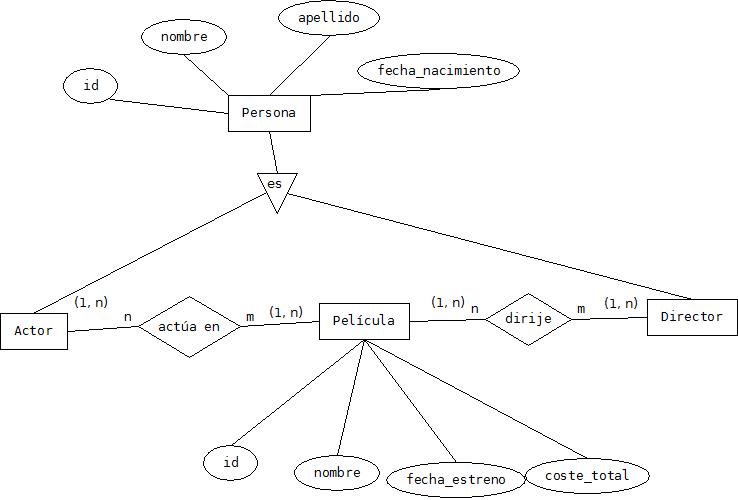 apellido
nombre
fecha_nacimiento
id
Persona
es
(1, n)
n
actúa en
m
(1, n)
Actor
Película
(1, n)
n
dirije
m
(1, n)
Director
id
nombre
fecha_estreno
coste_total